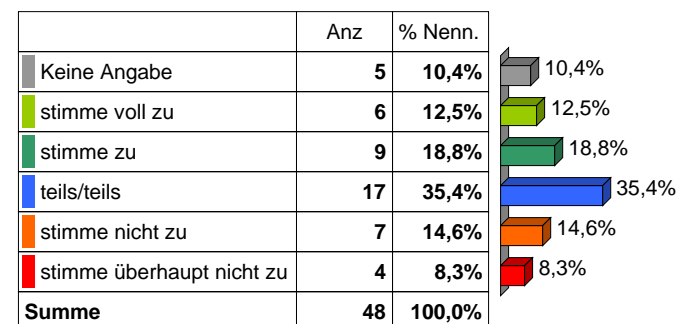 Anz % Nenn.
Keine Angabe 5 10,4% 10,4%
stimme voll zu 6 12,5% 12,5%
stimme zu 9 18,8% 18,8%
teils/teils 17 35,4% 35,4%
stimme nicht zu 7 14,6% 14,6%
stimme überhaupt nicht zu 4 8,3% 8,3%
Summe 48 100,0%